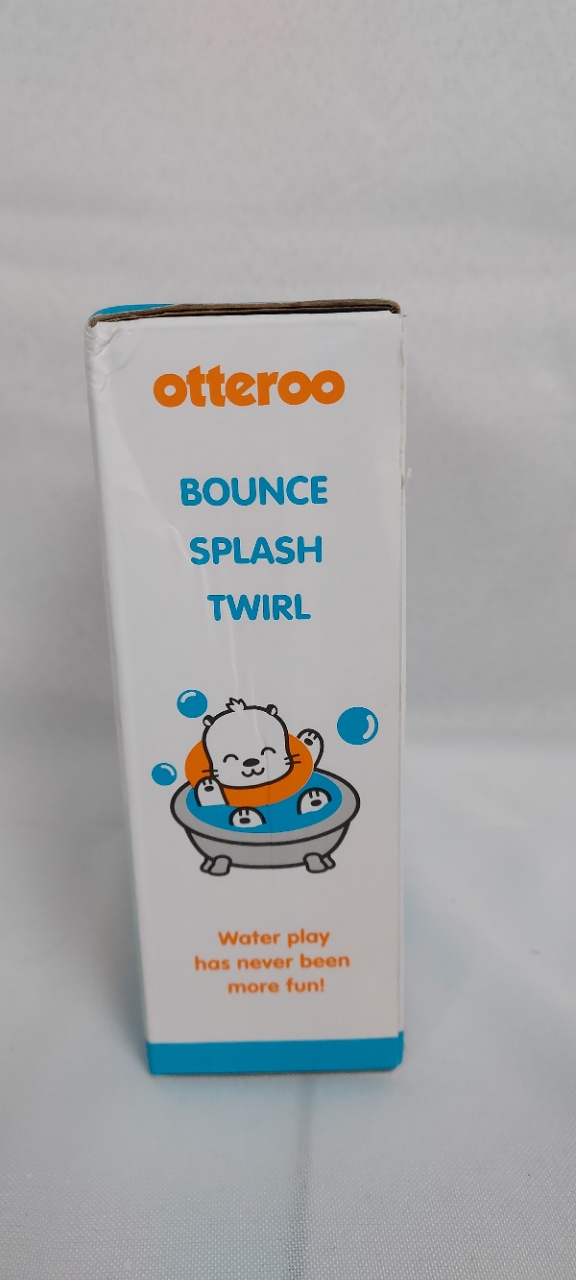 otteroo
BOUNCE
SPLASH
TWIRL
Water play
has never been
more fun!